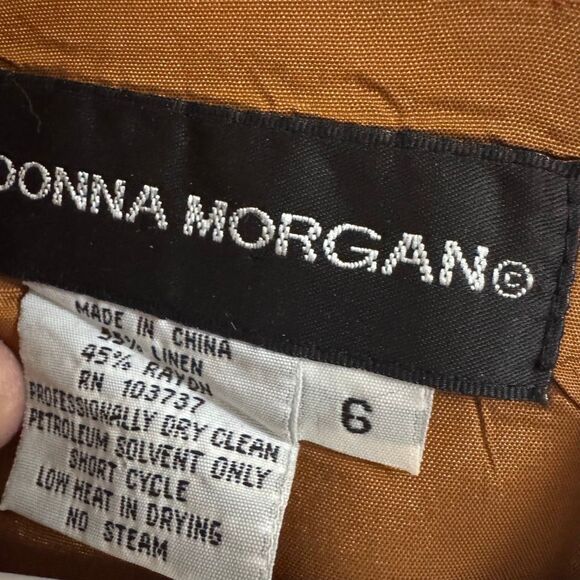 DONNA MORGAN©
MADE IN CHINA
55% LINEN
45% RAYON
RN 103737
PROFESSIONALLY DRY CLEAN
PETROLEUM SOLVENT ONLY
SHORT CYCLE
LOW HEAT IN DRYING
NO STEAM
6